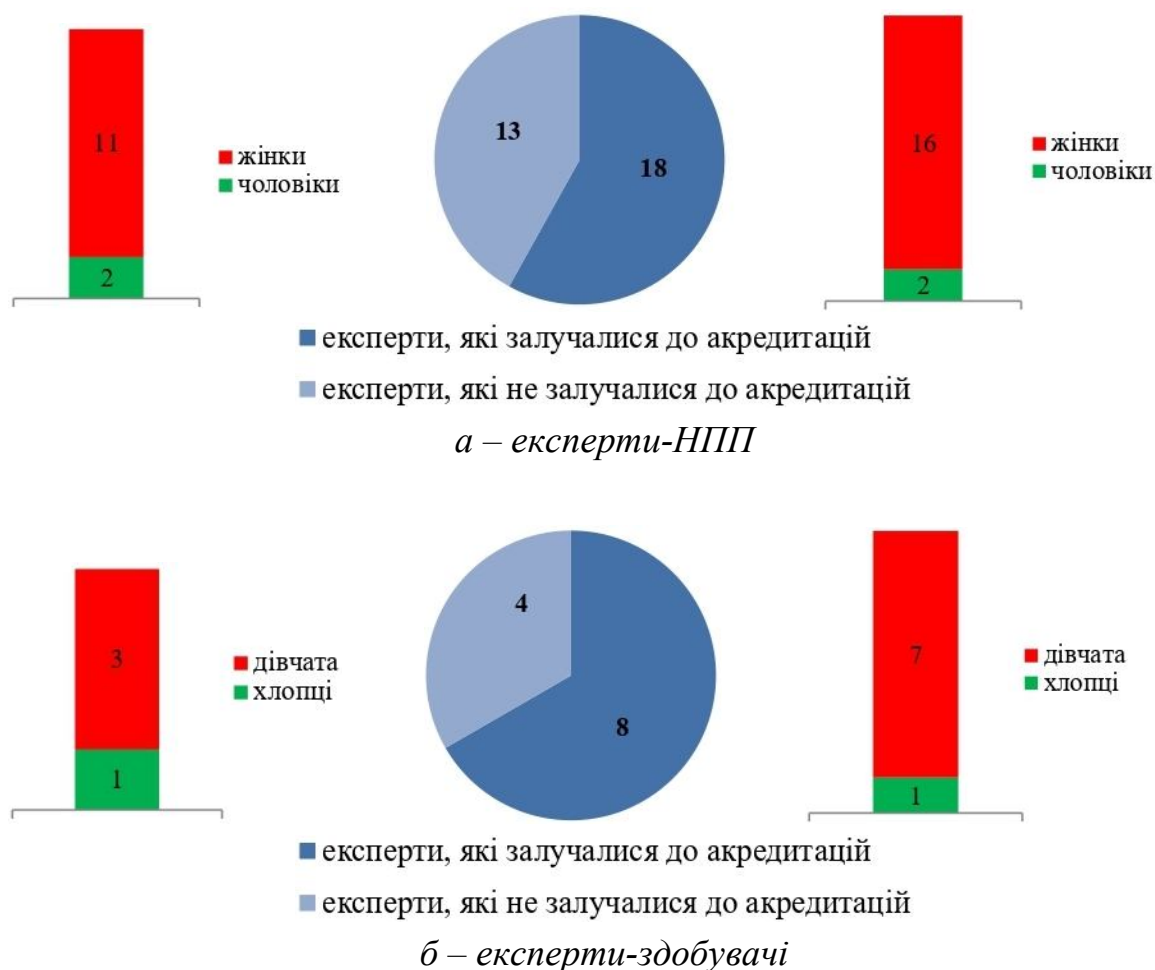 11
2
жінки
чоловіки
13
18
16
2
жінки
чоловіки
експерти, які залучалися до акредитацій
експерти, які не залучалися до акредитацій
а – експерти-НПП
3
1
дівчата
хлопці
4
8
7
1
дівчата
хлопці
експерти, які залучалися до акредитацій
експерти, які не залучалися до акредитацій
б – експерти-здобувачі